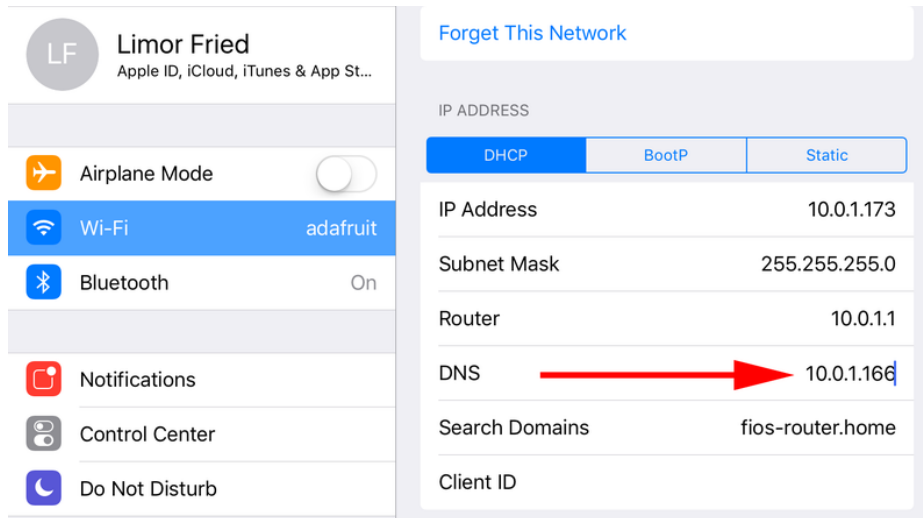 LF
Limor Fried
Apple ID, iCloud, iTunes & App St...
Airplane Mode
Wi-Fi adafruit
Bluetooth On
Notifications
Control Center
Do Not Disturb
Forget This Network
IP ADDRESS
DHCP BootP Static
IP Address 10.0.1.173
Subnet Mask 255.255.255.0
Router 10.0.1.1
DNS 10.0.1.166
Search Domains fios-router.home
Client ID